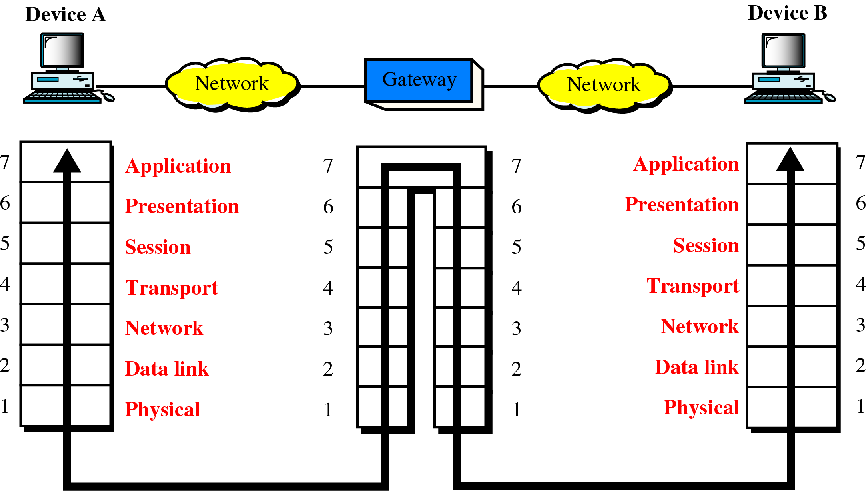 Device A
Device B
Network
Gateway
Network
7 Application 7 7 Application 7
6 Presentation 6 6 Presentation 6
5 Session 5 5 Session 5
4 Transport 4 4 Transport 4
3 Network 3 3 Network 3
2 Data link 2 2 Data link 2
1 Physical 1 1 Physical 1